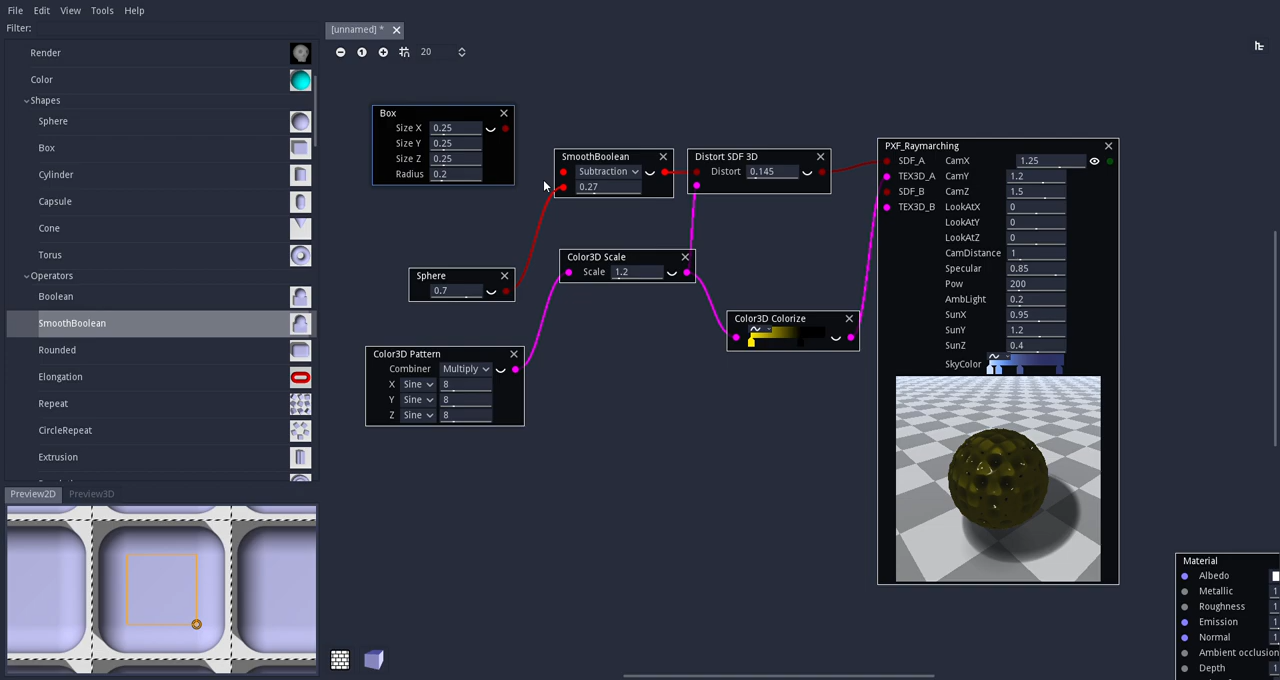 File Edit View Tools Help
Filter:
Render
Color
Shapes
Sphere
Box
Cylinder
Capsule
Cone
Torus
Operators
Boolean
SmoothBoolean
Rounded
Elongation
Repeat
CircleRepeat
Extrusion
Preview2D Preview3D
[unnamed] *
20
Box
Size X 0.25
Size Y 0.25
Size Z 0.25
Radius 0.2
SmoothBoolean
Subtraction
0.27
Distort SDF 3D
Distort 0.145
Sphere
0.7
Color3D Scale
Scale 1.2
Color3D Colorize
Color3D Pattern
Combiner Multiply
X Sine 8
Y Sine 8
Z Sine 8
PXF_Raymarching
SDF_A CamX 1.25
TEX3D_A CamY 1.2
SDF_B CamZ 1.5
TEX3D_B LookAtX 0
LookAtY 0
LookAtZ 0
CamDistance 1
Specular 0.85
Pow 200
AmbLight 0.2
SunX 0.95
SunY 1.2
SunZ 0.4
SkyColor
Material
Albedo
Metallic 1
Roughness 1
Emission 1
Normal 1
Ambient occlusion
Depth 1